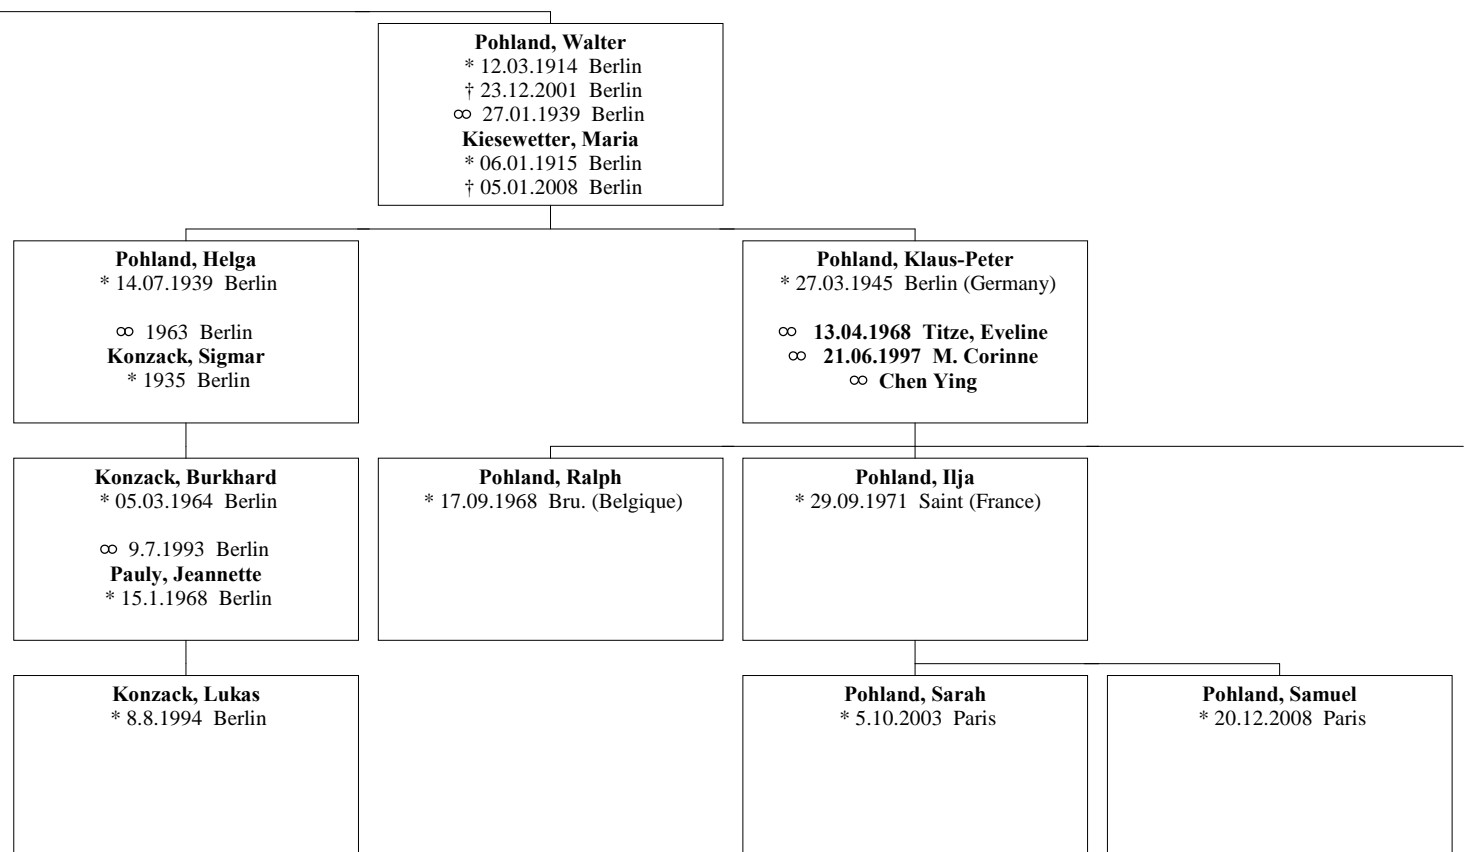 Pohland, Walter
* 12.03.1914 Berlin
† 23.12.2001 Berlin
∞ 27.01.1939 Berlin
Kiesewetter, Maria
* 06.01.1915 Berlin
† 05.01.2008 Berlin
Pohland, Helga
* 14.07.1939 Berlin
∞ 1963 Berlin
Konzack, Sigmar
* 1935 Berlin
Pohland, Klaus-Peter
* 27.03.1945 Berlin (Germany)
∞ 13.04.1968 Titze, Eveline
∞ 21.06.1997 M. Corinne
∞ Chen Ying
Konzack, Burkhard
* 05.03.1964 Berlin
∞ 9.7.1993 Berlin
Pauly, Jeannette
* 15.1.1968 Berlin
Pohland, Ralph
* 17.09.1968 Bru. (Belgique)
Pohland, Ilja
* 29.09.1971 Saint (France)
Konzack, Lukas
* 8.8.1994 Berlin
Pohland, Sarah
* 5.10.2003 Paris
Pohland, Samuel
* 20.12.2008 Paris